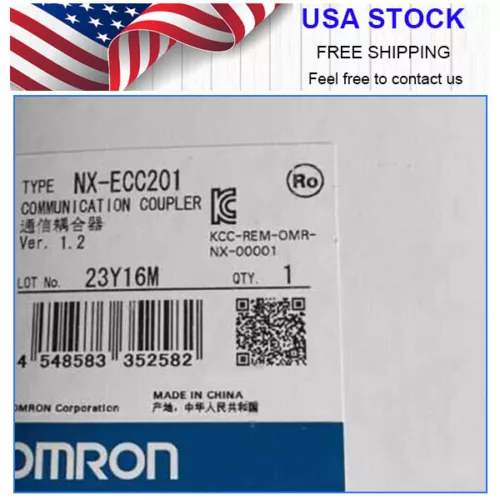 USA STOCK
FREE SHIPPING
Feel free to contact us
TYPE NX-ECC201
COMMUNICATION COUPLER
通信耦合器
Ver. 1.2
Ro
KCC-REM-OMR-
NX-00001
LOT No. 23Y16M QTY. 1
4 548583 352582
MADE IN CHINA
OMRON Corporation 产地：中华人民共和国
OMRON